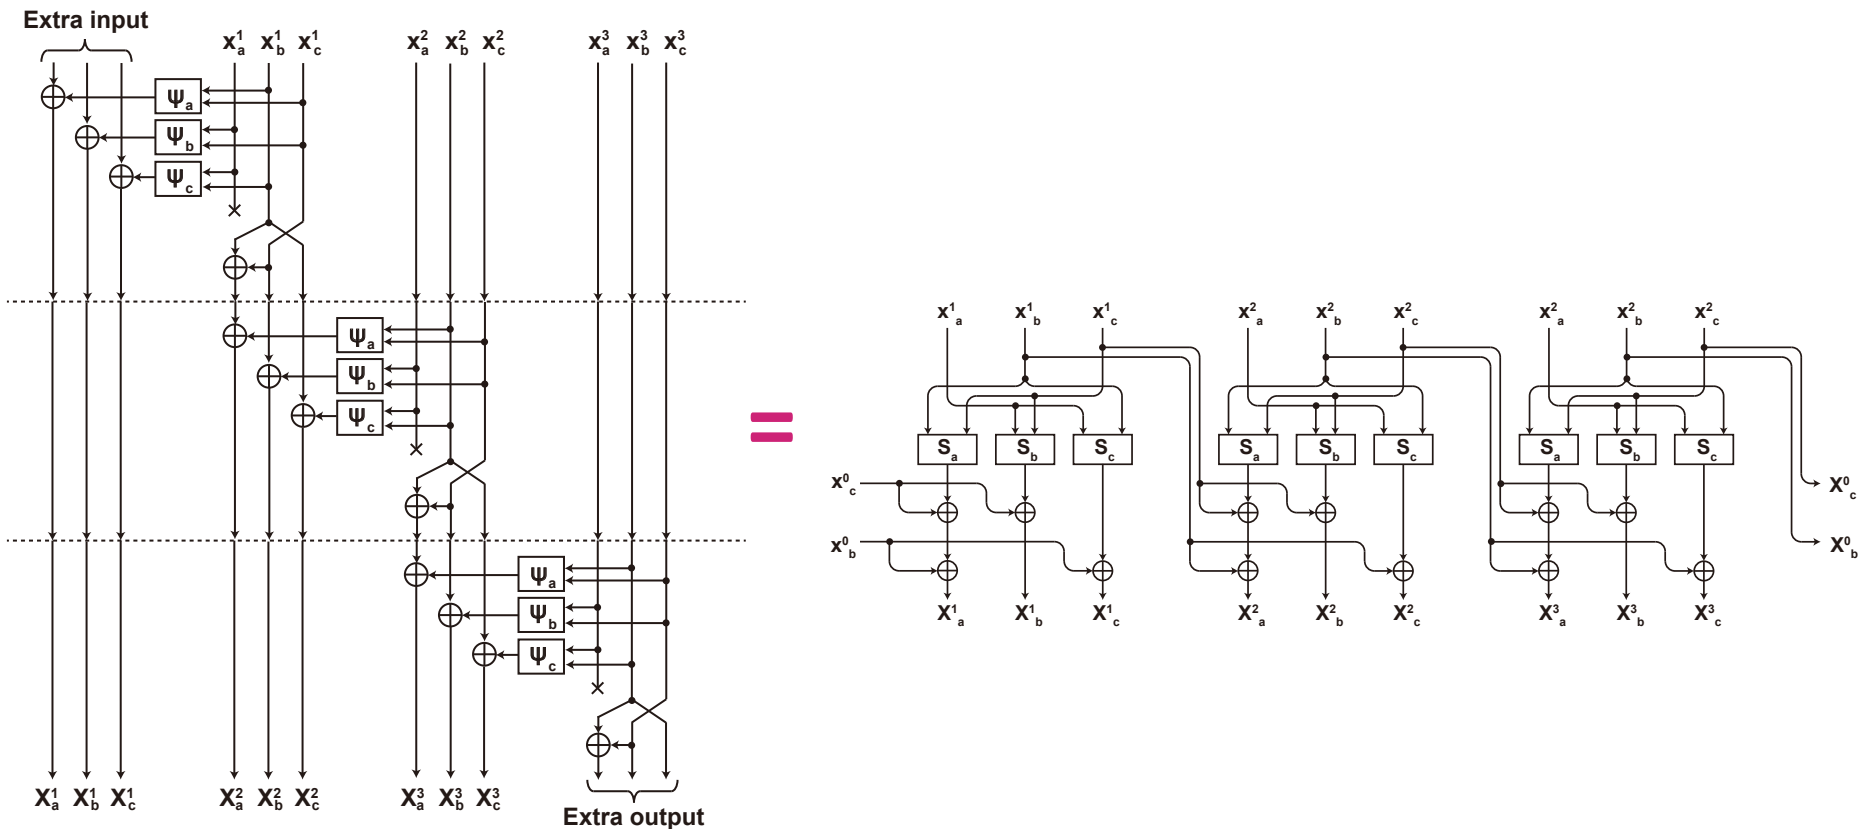 Extra input
x¹a x¹b x¹c x²a x²b x²c x³a x³b x³c
Ψa
Ψb
Ψc
Ψa
Ψb
Ψc
Ψa
Ψb
Ψc
X¹a X¹b X¹c X²a X²b X²c X³a X³b X³c
Extra output
=
x¹a x¹b x¹c x²a x²b x²c x²a x²b x²c
Sa Sb Sc Sa Sb Sc Sa Sb Sc
x⁰c X⁰c
x⁰b X⁰b
X¹a X¹b X¹c X²a X²b X²c X³a X³b X³c